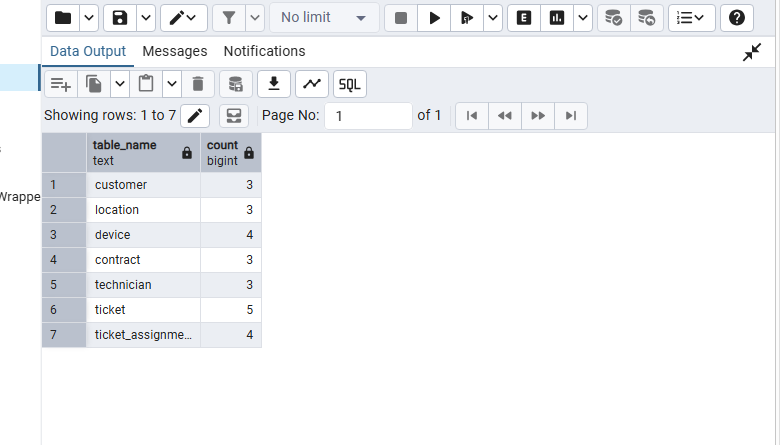 No limit
E
Data Output Messages Notifications
SQL
Showing rows: 1 to 7 Page No: 1 of 1
table_name count
text bigint
1 customer 3
2 location 3
3 device 4
Wrappe
4 contract 3
5 technician 3
6 ticket 5
7 ticket_assignme... 4